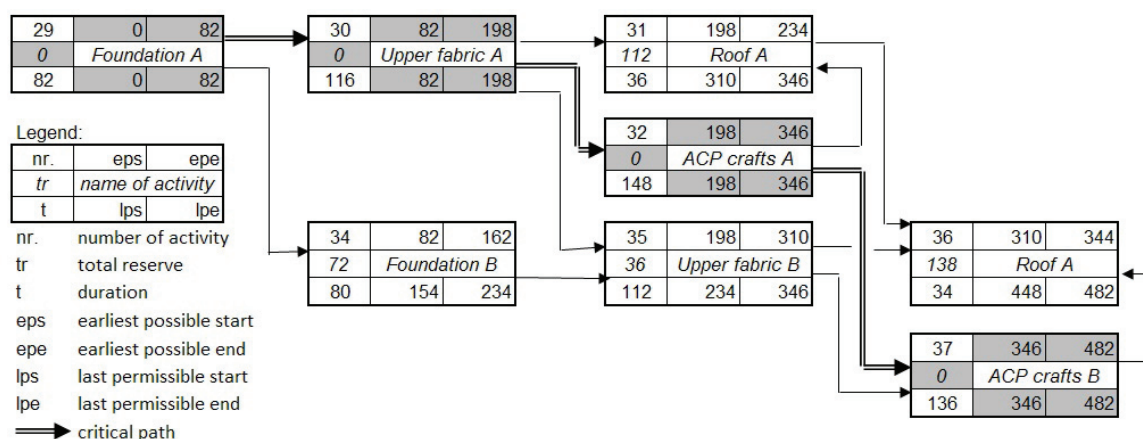 29 0 82
0 Foundation A
82 0 82
30 82 198
0 Upper fabric A
116 82 198
31 198 234
112 Roof A
36 310 346
32 198 346
0 ACP crafts A
148 198 346
Legend:
nr. eps epe
tr name of activity
t lps lpe
nr. number of activity
tr total reserve
t duration
eps earliest possible start
epe earliest possible end
lps last permissible start
lpe last permissible end
critical path
34 82 162
72 Foundation B
80 154 234
35 198 310
36 Upper fabric B
112 234 346
36 310 344
138 Roof A
34 448 482
37 346 482
0 ACP crafts B
136 346 482